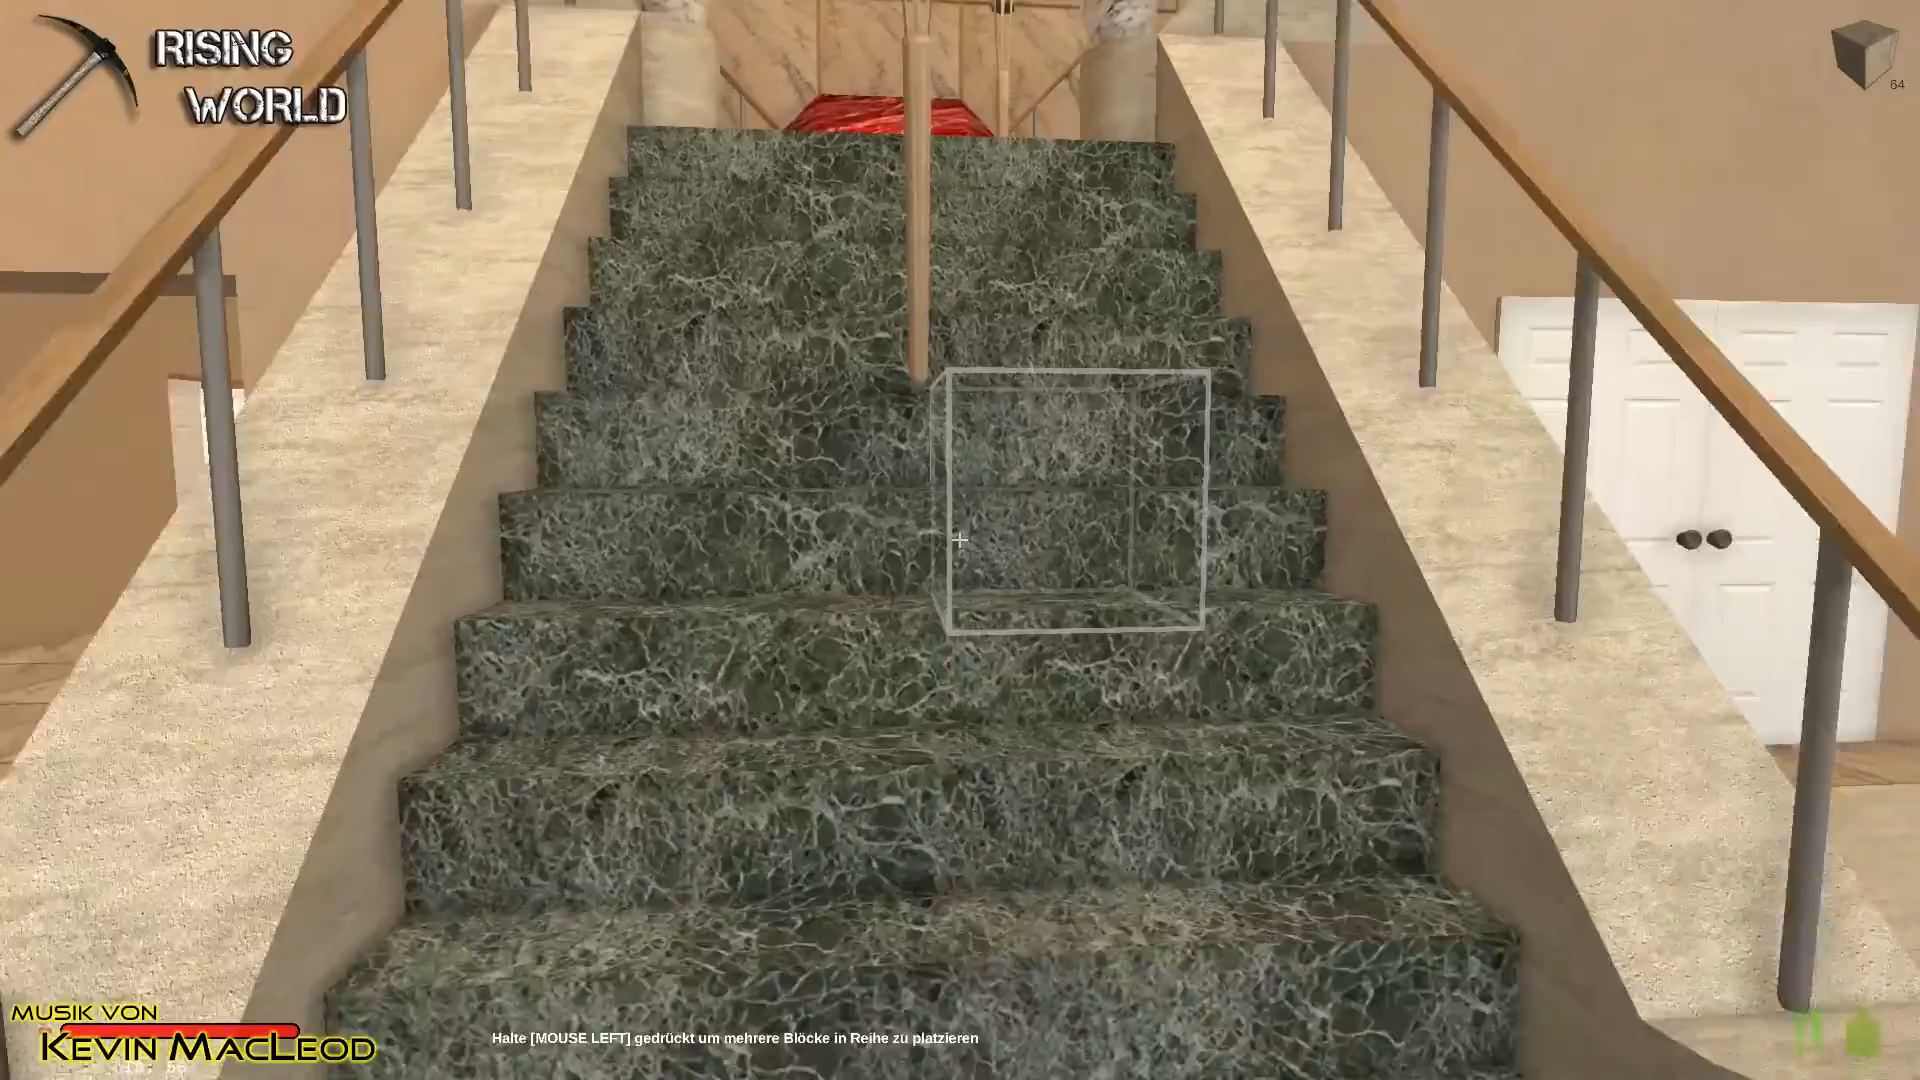 RISING
WORLD
64
MUSIK VON
KEVIN MACLEOD
Halte [MOUSE LEFT] gedrückt um mehrere Blöcke in Reihe zu platzieren